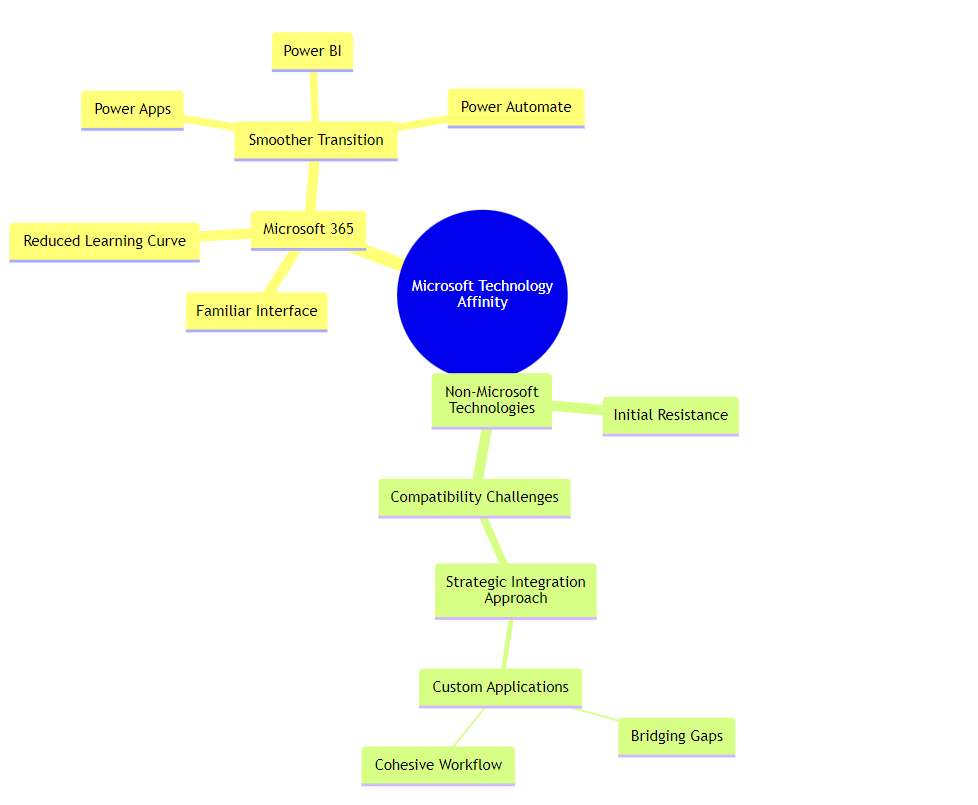 Power BI
Power Apps
Power Automate
Smoother Transition
Microsoft 365
Reduced Learning Curve
Familiar Interface
Microsoft Technology
Affinity
Non-Microsoft
Technologies
Initial Resistance
Compatibility Challenges
Strategic Integration
Approach
Custom Applications
Bridging Gaps
Cohesive Workflow